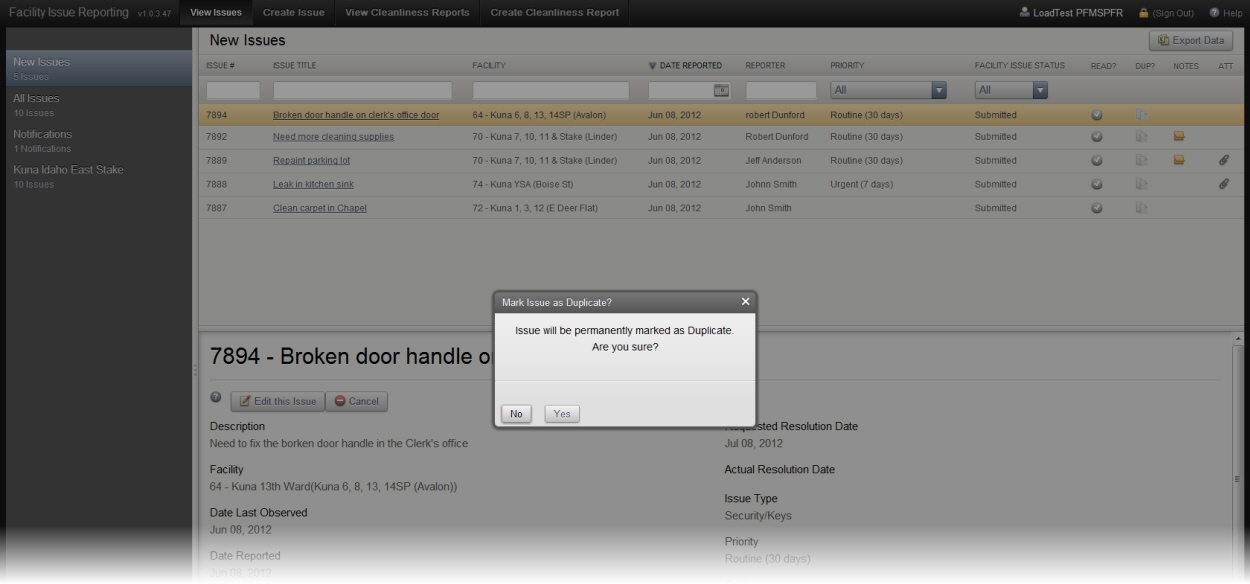 Facility Issue Reporting v1.0.3.47 View Issues Create Issue View Cleanliness Reports Create Cleanliness Report LoadTest PFMSPFR (Sign Out) Help
New Issues
5 Issues
All Issues
10 Issues
Notifications
1 Notifications
Kuna Idaho East Stake
10 Issues
New Issues Export Data
ISSUE # ISSUE TITLE FACILITY DATE REPORTED REPORTER PRIORITY FACILITY ISSUE STATUS READ? DUP? NOTES ATT
All All
7894 Broken door handle on clerk's office door 64 - Kuna 6, 8, 13, 14SP (Avalon) Jun 08, 2012 robert Dunford Routine (30 days) Submitted
7892 Need more cleaning supplies 70 - Kuna 7, 10, 11 & Stake (Linder) Jun 08, 2012 Robert Dunford Routine (30 days) Submitted
7889 Repaint parking lot 70 - Kuna 7, 10, 11 & Stake (Linder) Jun 08, 2012 Jeff Anderson Routine (30 days) Submitted
7888 Leak in kitchen sink 74 - Kuna YSA (Boise St) Jun 08, 2012 Johnn Smith Urgent (7 days) Submitted
7887 Clean carpet in Chapel 72 - Kuna 1, 3, 12 (E Deer Flat) Jun 08, 2012 John Smith Submitted
Mark Issue as Duplicate?
Issue will be permanently marked as Duplicate.
Are you sure?
No Yes
7894 - Broken door handle
Edit this Issue Cancel
Description
Need to fix the borken door handle in the Clerk's office
Facility
64 - Kuna 13th Ward(Kuna 6, 8, 13, 14SP (Avalon))
Date Last Observed
Jun 08, 2012
Date Reported
Jun 08, 2012
Requested Resolution Date
Jul 08, 2012
Actual Resolution Date
Issue Type
Security/Keys
Priority
Routine (30 days)